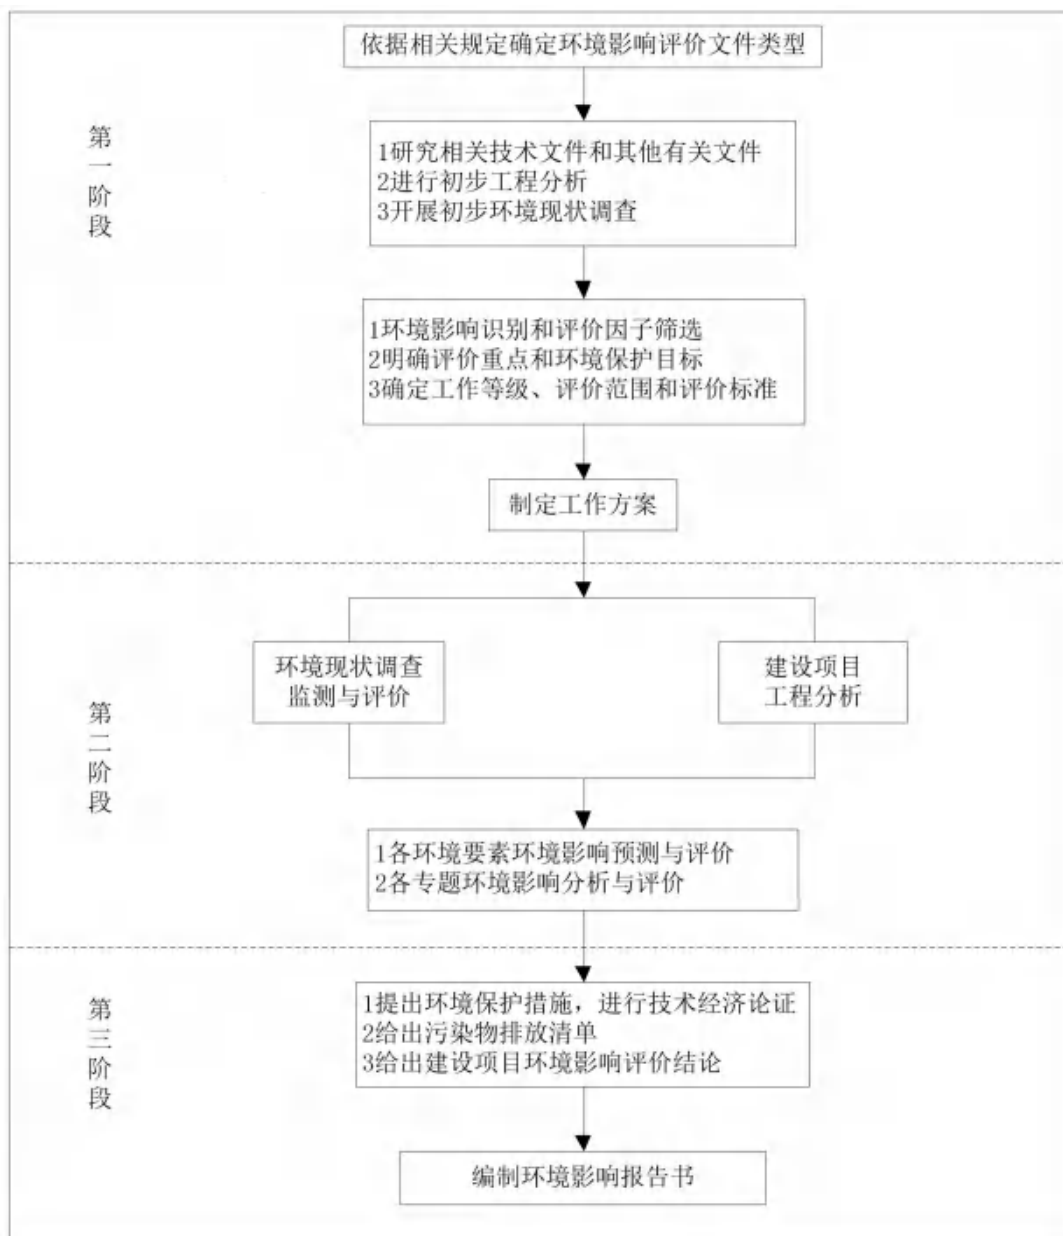 依据相关规定确定环境影响评价文件类型
第一阶段
1研究相关技术文件和其他有关文件
2进行初步工程分析
3开展初步环境现状调查
1环境影响识别和评价因子筛选
2明确评价重点和环境保护目标
3确定工作等级、评价范围和评价标准
制定工作方案
第二阶段
环境现状调查
监测与评价
建设项目
工程分析
1各环境要素环境影响预测与评价
2各专题环境影响分析与评价
第三阶段
1提出环境保护措施，进行技术经济论证
2给出污染物排放清单
3给出建设项目环境影响评价结论
编制环境影响报告书